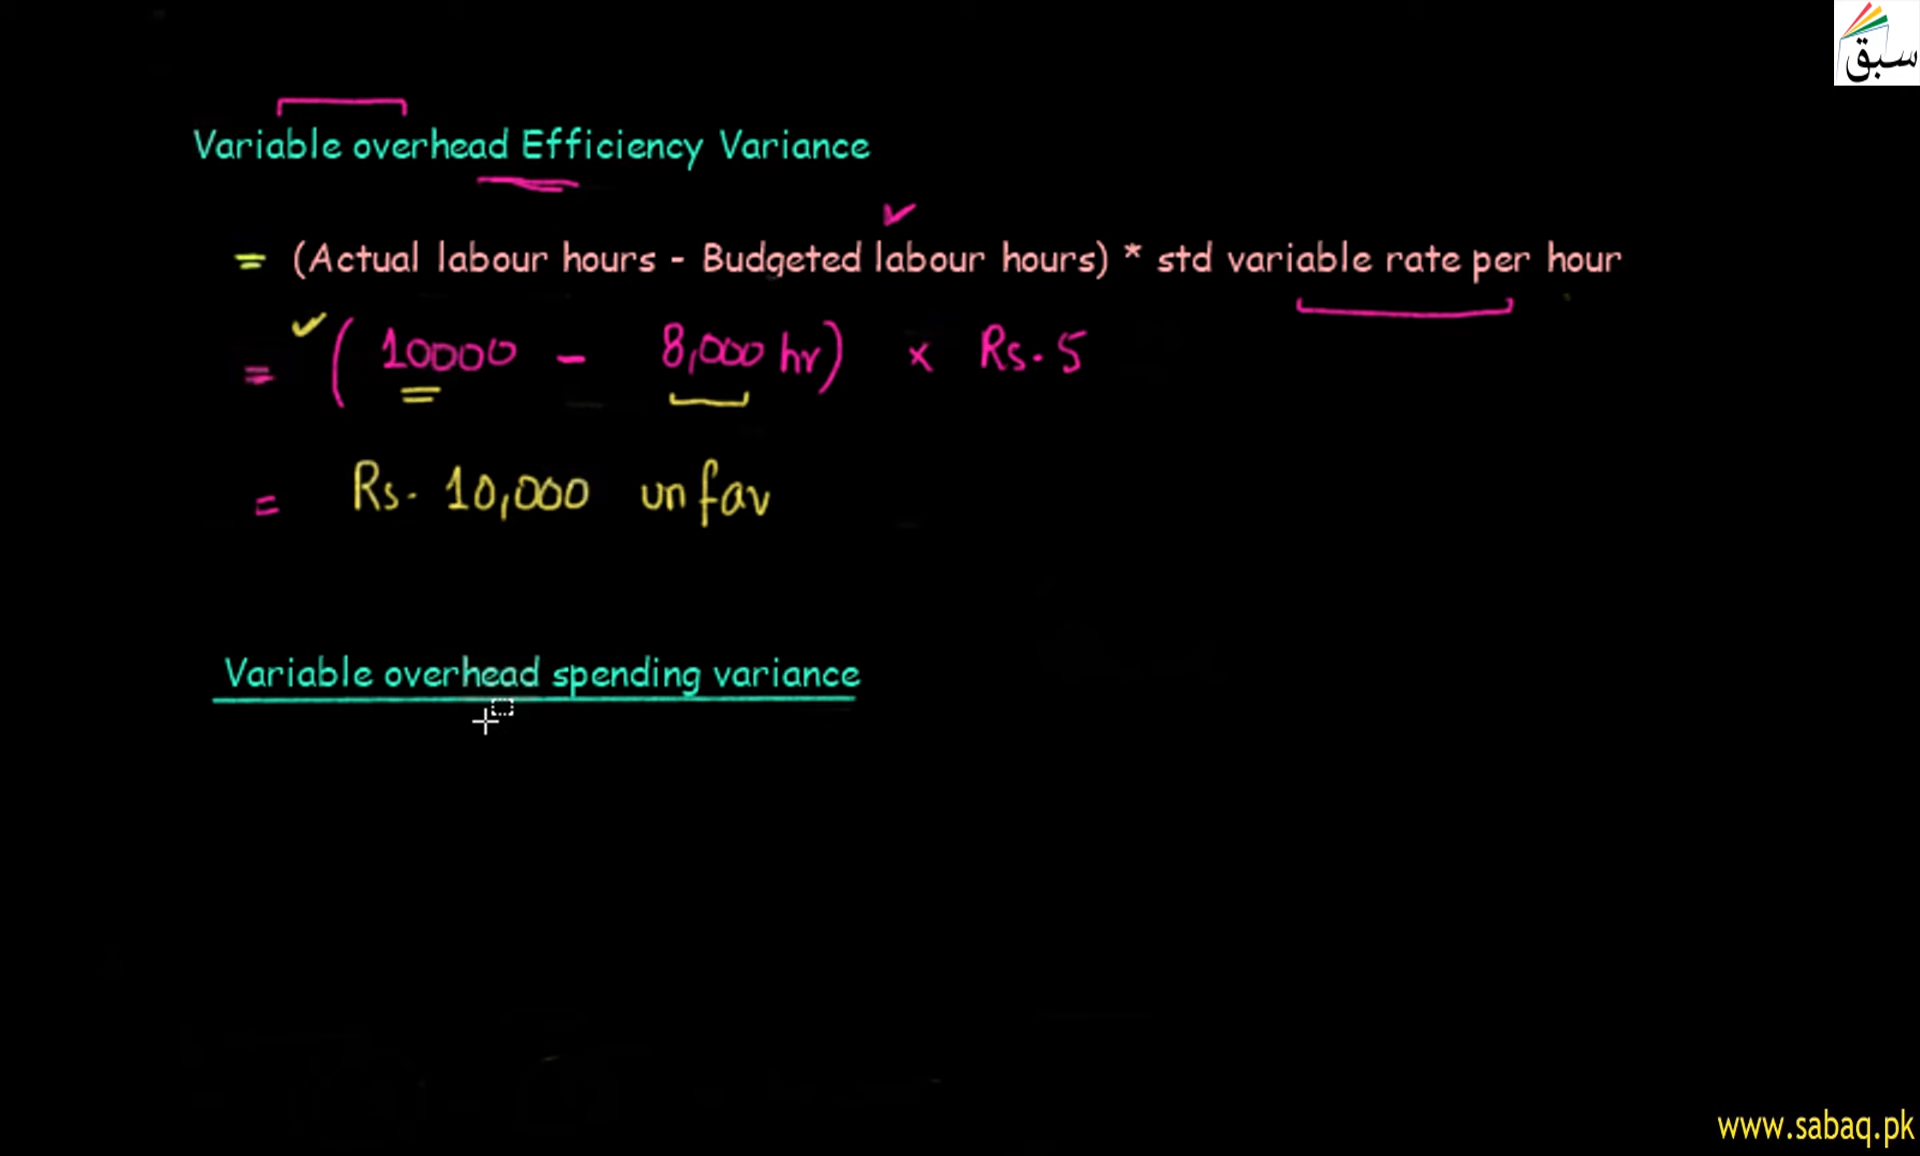 سبق
Variable overhead Efficiency Variance
= (Actual labour hours - Budgeted labour hours) * std variable rate per hour
= ( 10000 - 8,000 hr) × Rs. 5
= Rs. 10,000 unfav
Variable overhead spending variance
www.sabaq.pk